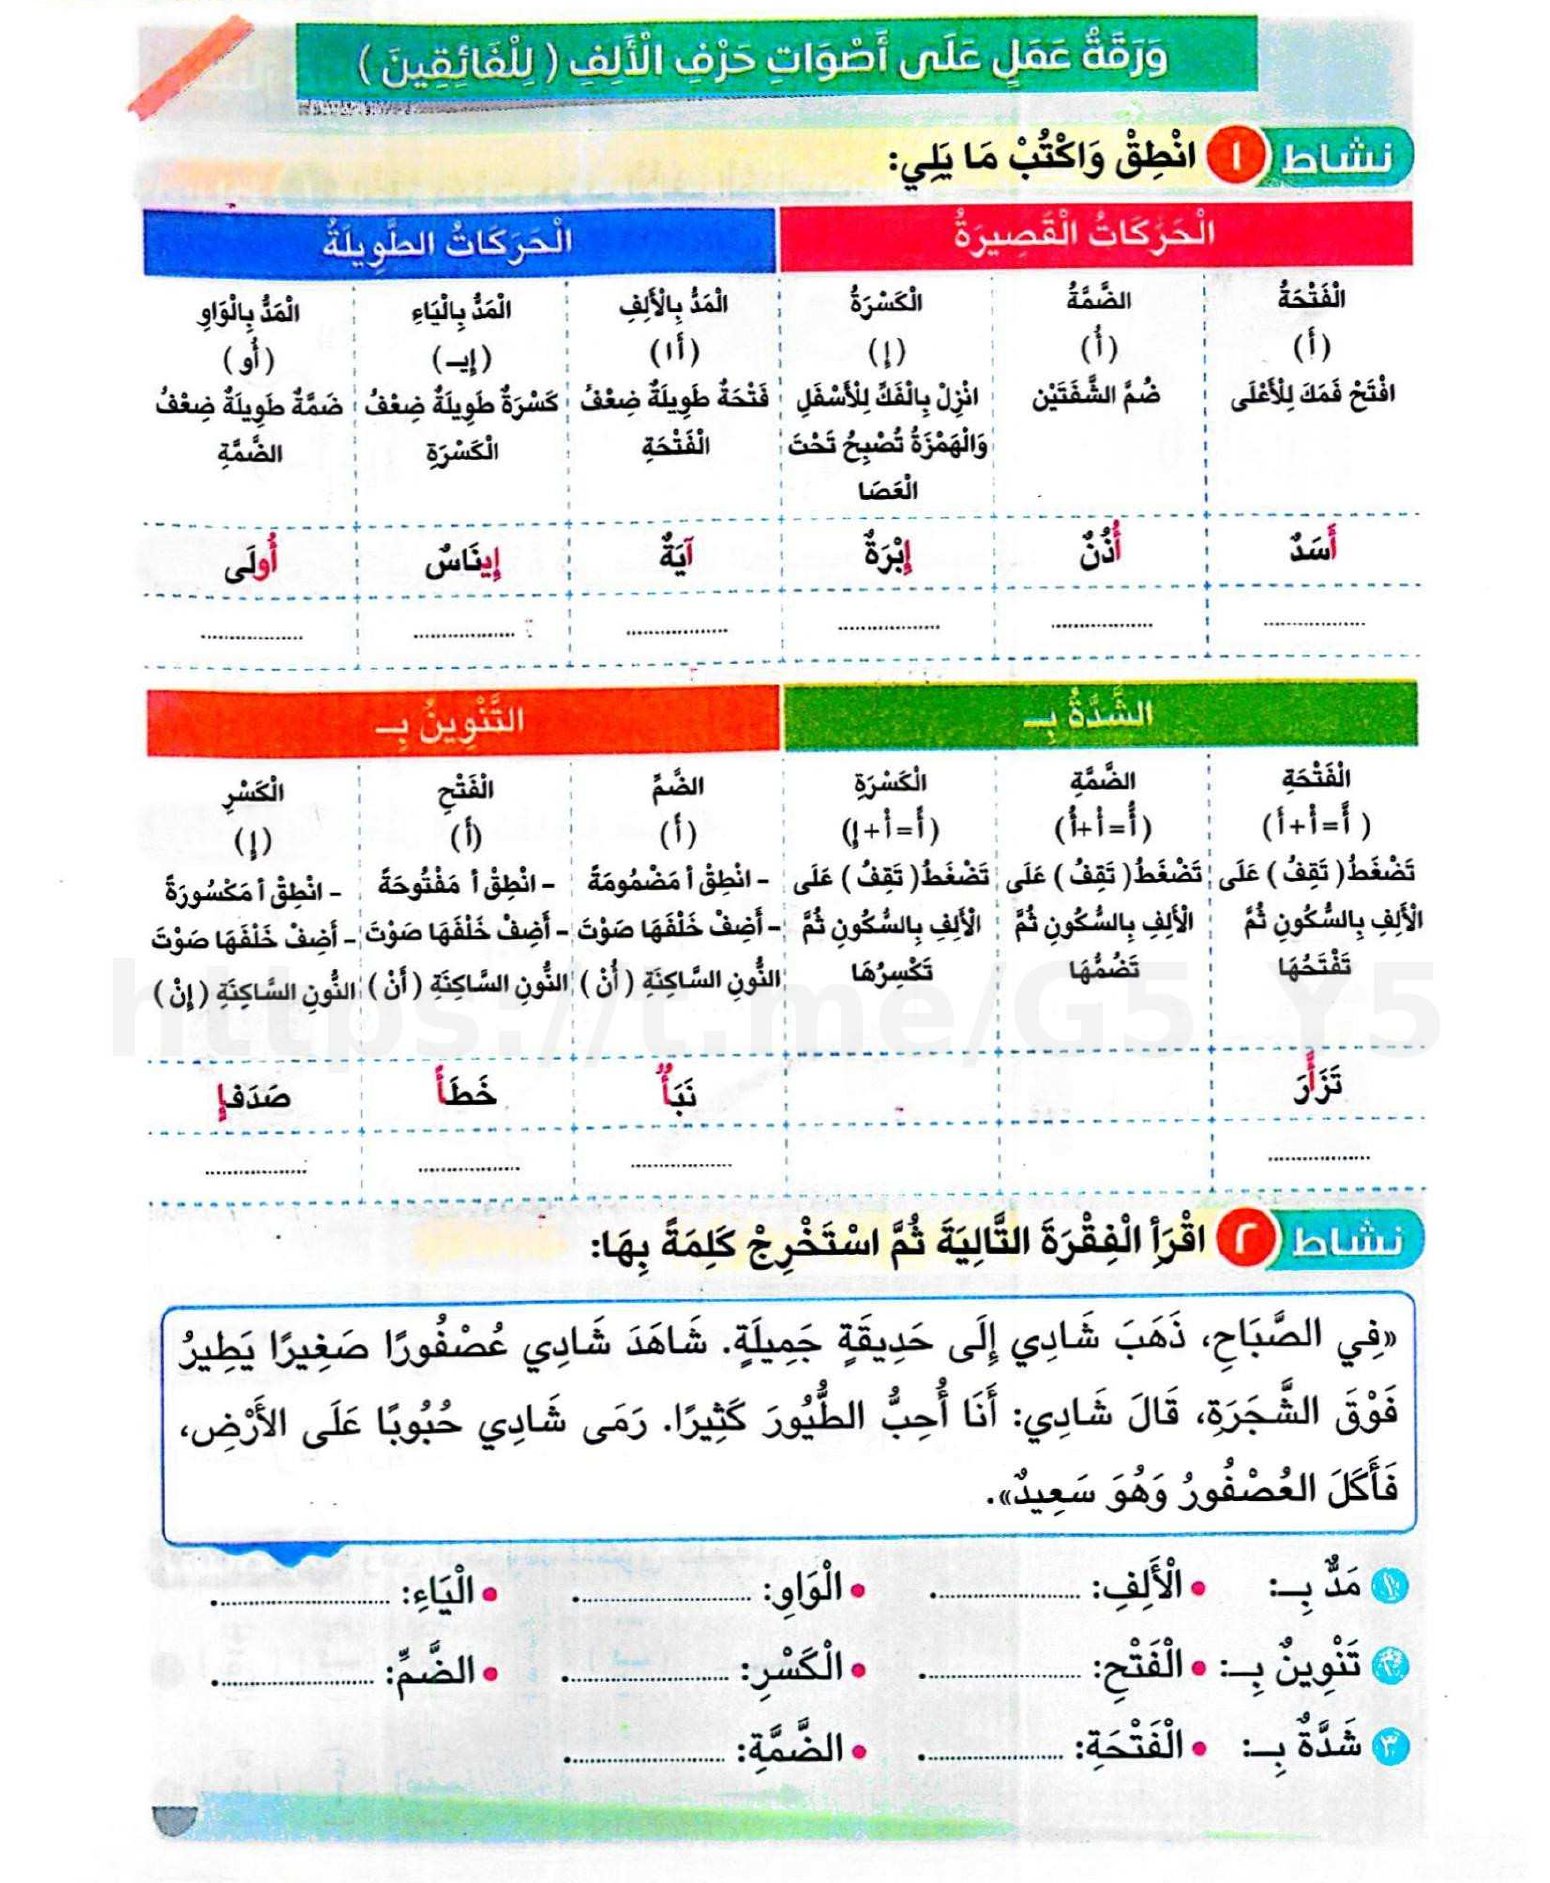 وَرَقَةُ عَمَلٍ عَلَى أَصْوَاتِ حَرْفِ الْأَلِفِ ( لِلْفَائِقِينَ )
نشاط ١ انْطِقْ وَاكْتُبْ مَا يَلِي:
الْحَرَكَاتُ الْقَصِيرَةُ
الْحَرَكَاتُ الطَّوِيلَةُ
الْفَتْحَةُ
(أَ)
افْتَحْ فَمَكَ لِلْأَعْلَى
الضَّمَّةُ
(أُ)
ضُمَّ الشَّفَتَيْن
الْكَسْرَةُ
(إِ)
انْزِلْ بِالْفَكِّ لِلْأَسْفَلِ
وَالْهَمْزَةُ تُصْبِحُ تَحْتَ
الْعَصَا
الْمَدُّ بِالْأَلِفِ
(أَا)
فَتْحَةٌ طَوِيلَةٌ ضِعْفُ
الْفَتْحَةِ
الْمَدُّ بِالْيَاءِ
(إِيـ)
كَسْرَةٌ طَوِيلَةٌ ضِعْفُ
الْكَسْرَةِ
الْمَدُّ بِالْوَاوِ
(أُو)
ضَمَّةٌ طَوِيلَةٌ ضِعْفُ
الضَّمَّةِ
أَسَدٌ أُذُنٌ إِبْرَةٌ آيَةٌ إِينَاسٌ أُولَى
الشَّدَّةُ بِـ
التَّنْوِينُ بِـ
الْفَتْحَةِ
(أَّ=أْ+أَ)
تَضْغَطُ( تَقِفُ ) عَلَى
الْأَلِفِ بِالسُّكُونِ ثُمَّ
تَفْتَحُهَا
الضَّمَّةِ
(أُّ=أْ+أُ)
تَضْغَطُ( تَقِفُ ) عَلَى
الْأَلِفِ بِالسُّكُونِ ثُمَّ
تَضُمُّهَا
الْكَسْرَةِ
(أِّ=أْ+إِ)
تَضْغَطُ( تَقِفُ ) عَلَى
الْأَلِفِ بِالسُّكُونِ ثُمَّ
تَكْسِرُهَا
الضَّمِّ
(أٌ)
- انْطِقْ أ مَضْمُومَةً
- أَضِفْ خَلْفَهَا صَوْتَ
النُّونِ السَّاكِنَةِ ( أُنْ )
الْفَتْحِ
(أً)
- انْطِقْ أ مَفْتُوحَةً
- أَضِفْ خَلْفَهَا صَوْتَ
النُّونِ السَّاكِنَةِ ( أَنْ )
الْكَسْرِ
(إٍ)
- انْطِقْ أ مَكْسُورَةً
- أَضِفْ خَلْفَهَا صَوْتَ
النُّونِ السَّاكِنَةِ ( إِنْ )
https://t.me/G5_Y5
تَزَأَّرَ نَبَأٌ خَطَأً صَدَفإٍ
نشاط ٢ اقْرَأِ الْفِقْرَةَ التَّالِيَةَ ثُمَّ اسْتَخْرِجْ كَلِمَةً بِهَا:
«فِي الصَّبَاحِ، ذَهَبَ شَادِي إِلَى حَدِيقَةٍ جَمِيلَةٍ. شَاهَدَ شَادِي عُصْفُورًا صَغِيرًا يَطِيرُ
فَوْقَ الشَّجَرَةِ، قَالَ شَادِي: أَنَا أُحِبُّ الطُّيُورَ كَثِيرًا. رَمَى شَادِي حُبُوبًا عَلَى الأَرْضِ،
فَأَكَلَ العُصْفُورُ وَهُوَ سَعِيدٌ».
١ مَدٌّ بِـ: • الْأَلِفِ: .................... • الْوَاوِ: .................... • الْيَاءِ: ....................
٢ تَنْوِينٌ بِـ: • الْفَتْحِ: .................... • الْكَسْرِ: .................... • الضَّمِّ: ....................
٣ شَدَّةٌ بِـ: • الْفَتْحَةِ: .................... • الضَّمَّةِ: ....................